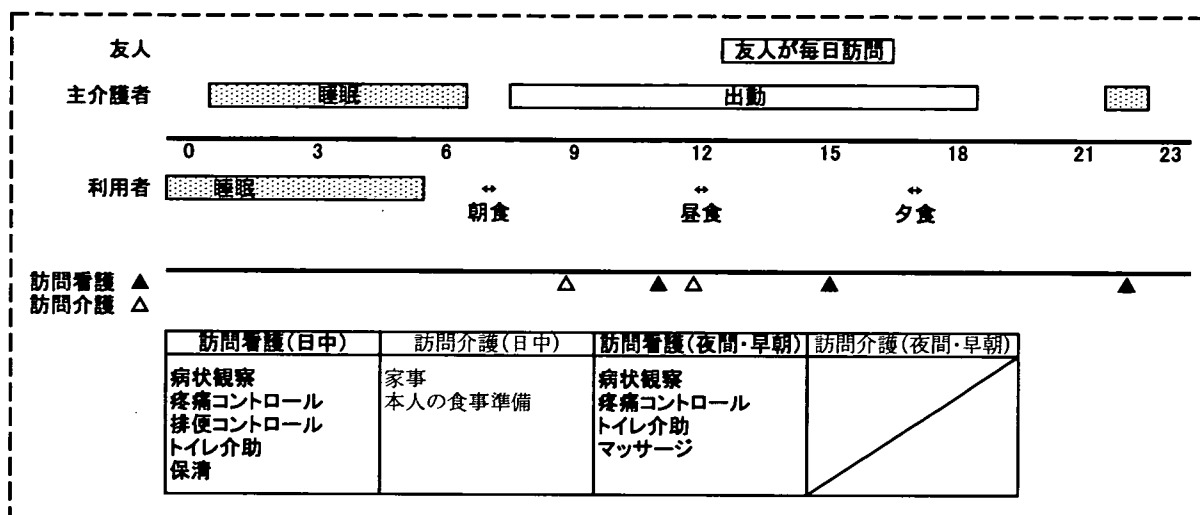 友人
友人が毎日訪問
主介護者
睡眠
出勤
0 3 6 9 12 15 18 21 23
利用者
睡眠
朝食
昼食
夕食
訪問看護 ▲
訪問介護 △
訪問看護(日中) 訪問介護(日中) 訪問看護(夜間・早朝) 訪問介護(夜間・早朝)
病状観察
疼痛コントロール
排便コントロール
トイレ介助
保清
家事
本人の食事準備
病状観察
疼痛コントロール
トイレ介助
マッサージ